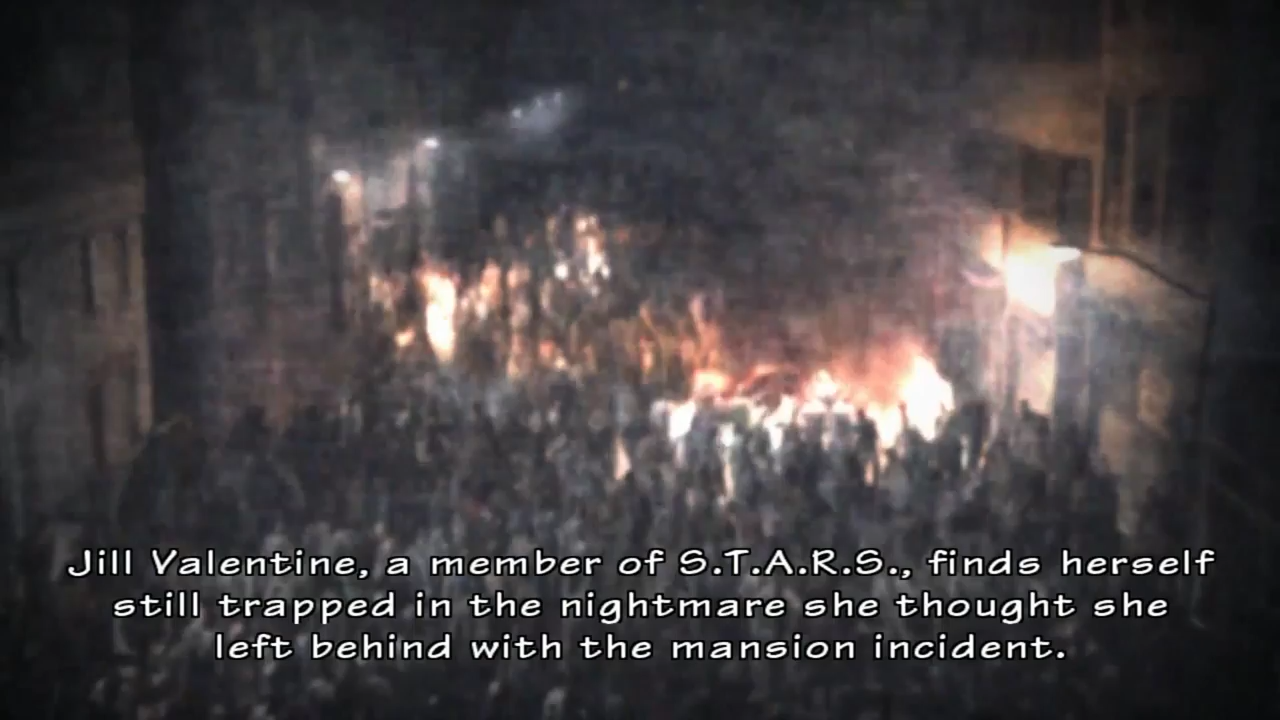 Jill Valentine, a member of S.T.A.R.S., finds herself
still trapped in the nightmare she thought she
left behind with the mansion incident.